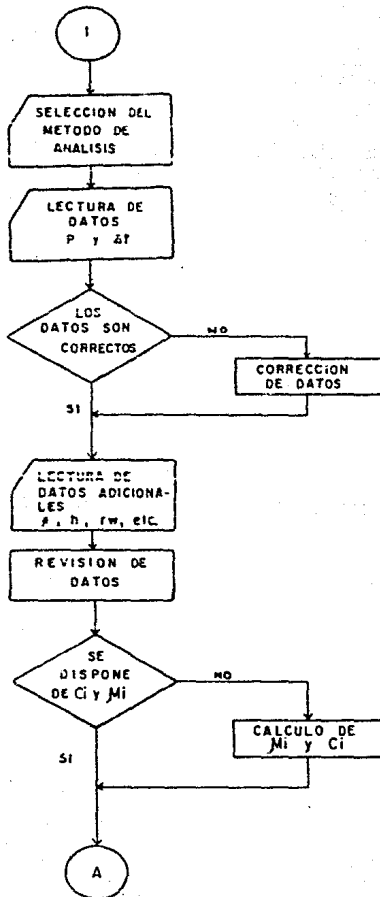 1
SELECCION DEL
METODO DE
ANALISIS
LECTURA DE
DATOS
P y ΔT
LOS
DATOS SON
CORRECTOS
NO
CORRECCION
DE DATOS
SI
LECTURA DE
DATOS ADICIONA-
LES
ø, h, rw, etc.
REVISION DE
DATOS
SE
DISPONE
DE Ci y μi
NO
CALCULO DE
μi y Ci
SI
A